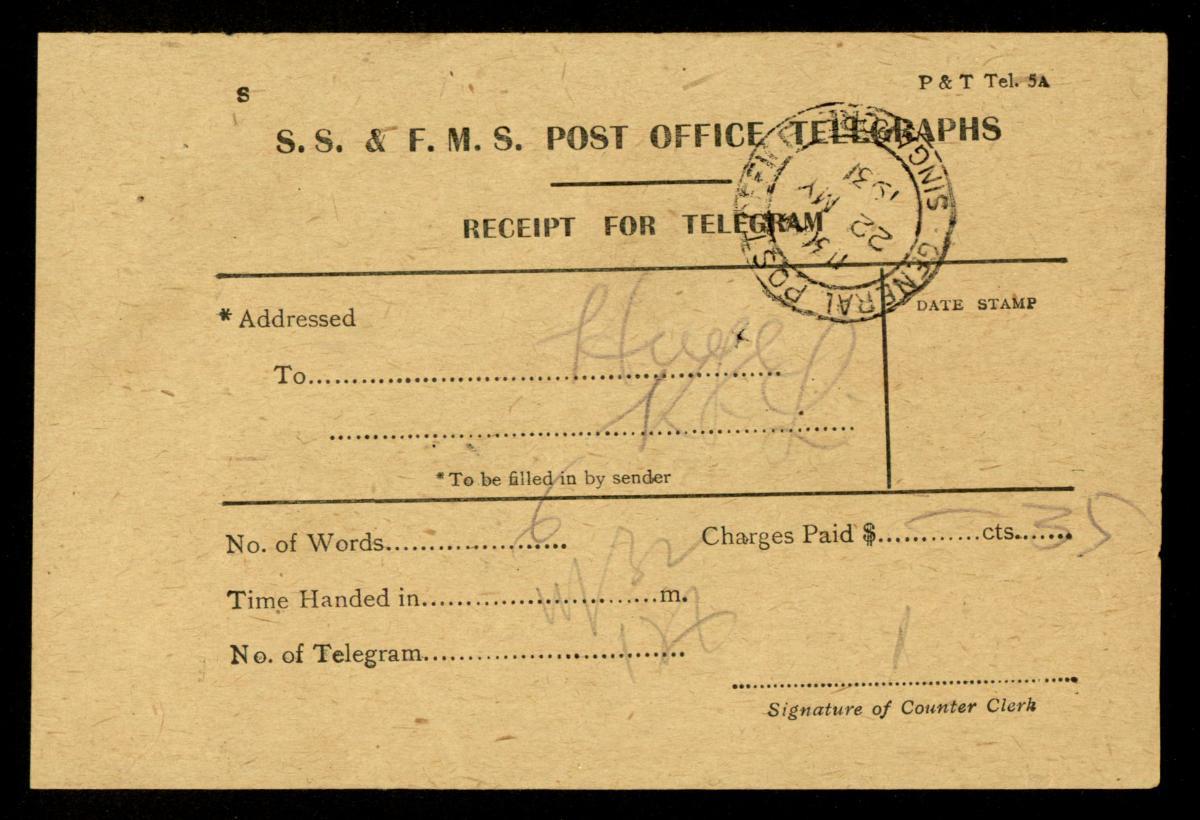 S
P & T Tel. 5A
S. S. & F. M. S. POST OFFICE TELEGRAPHS
RECEIPT FOR TELEGRAM
GENERAL POST OFFICE SINGAPORE
22 MY
1931
* Addressed
DATE STAMP
To..........
K. L.
*To be filled in by sender
No. of Words.......... 6
Charges Paid $.......... — cts....... 35
Time Handed in..........m.
No. of Telegram..........
Signature of Counter Clerk